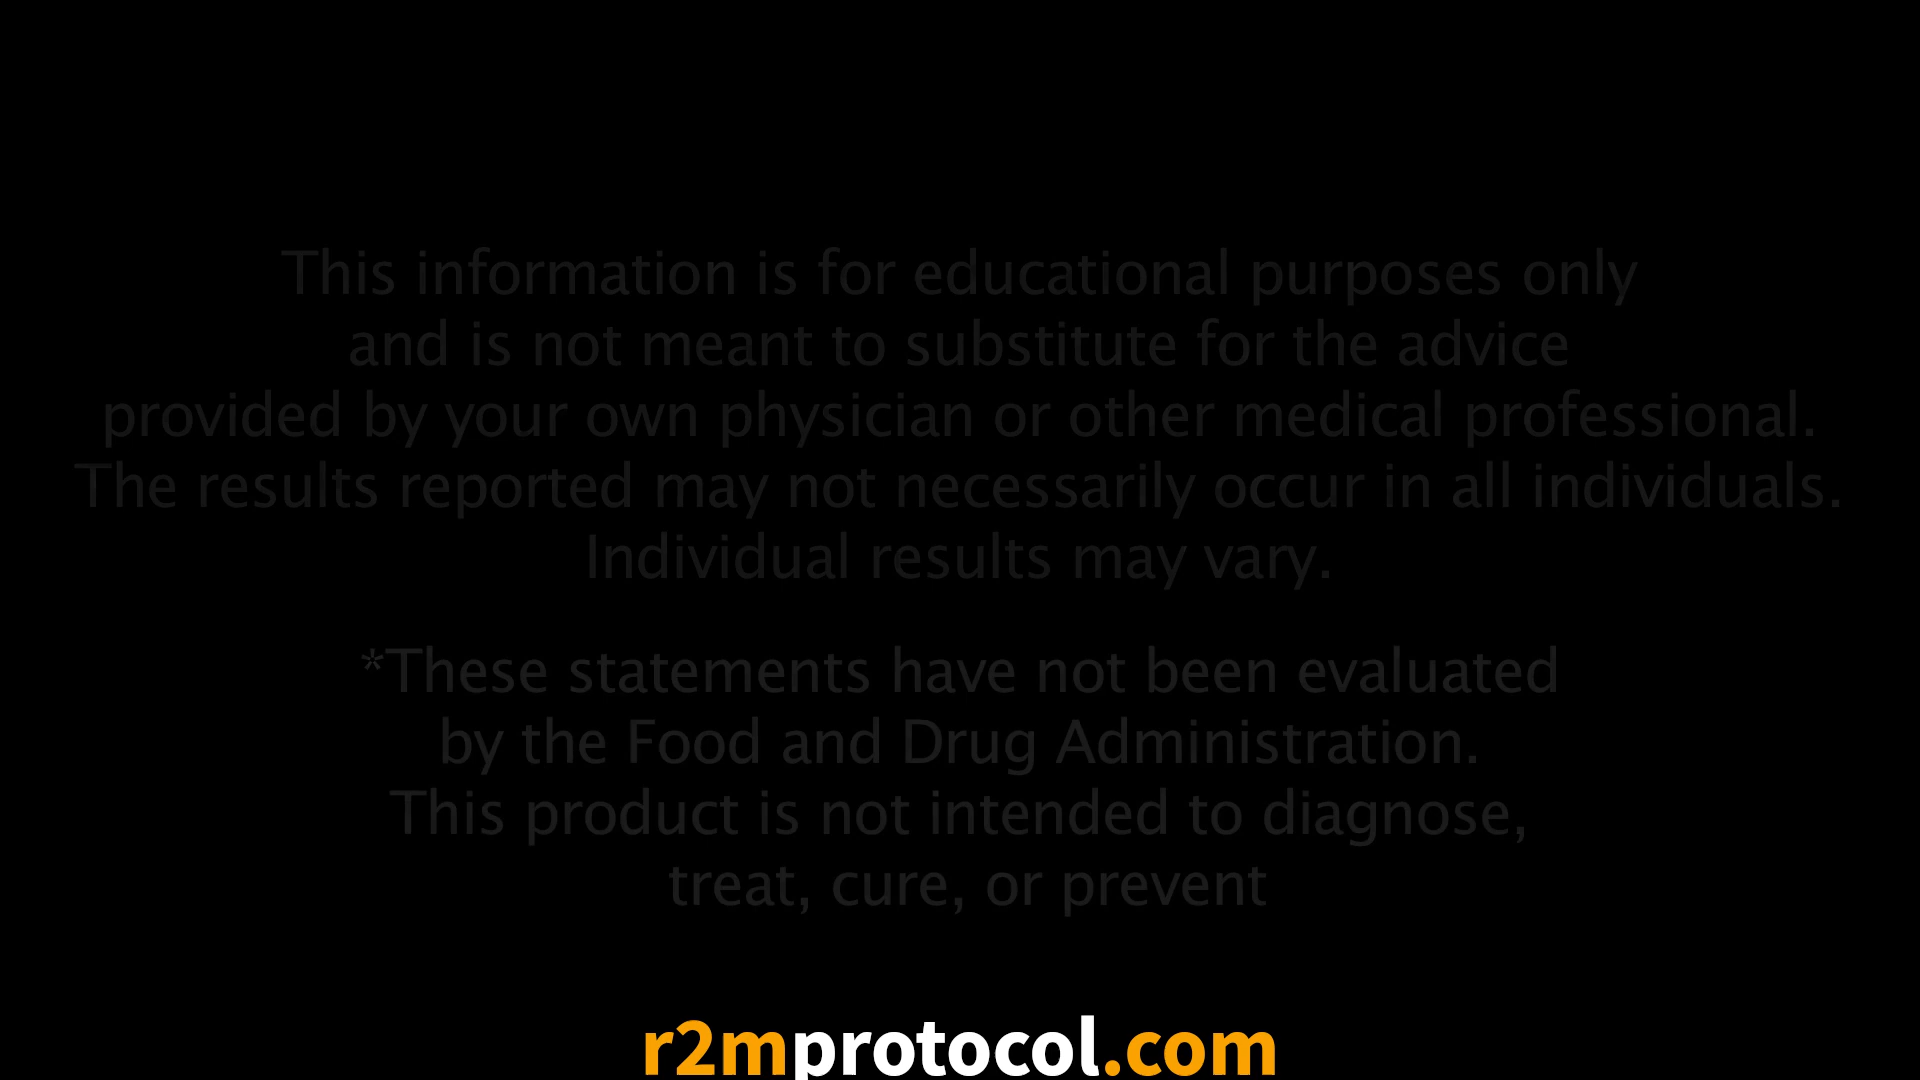 This information is for educational purposes only
and is not meant to substitute for the advice
provided by your own physician or other medical professional.
The results reported may not necessarily occur in all individuals.
Individual results may vary.
*These statements have not been evaluated
by the Food and Drug Administration.
This product is not intended to diagnose,
treat, cure, or prevent
r2mprotocol.com